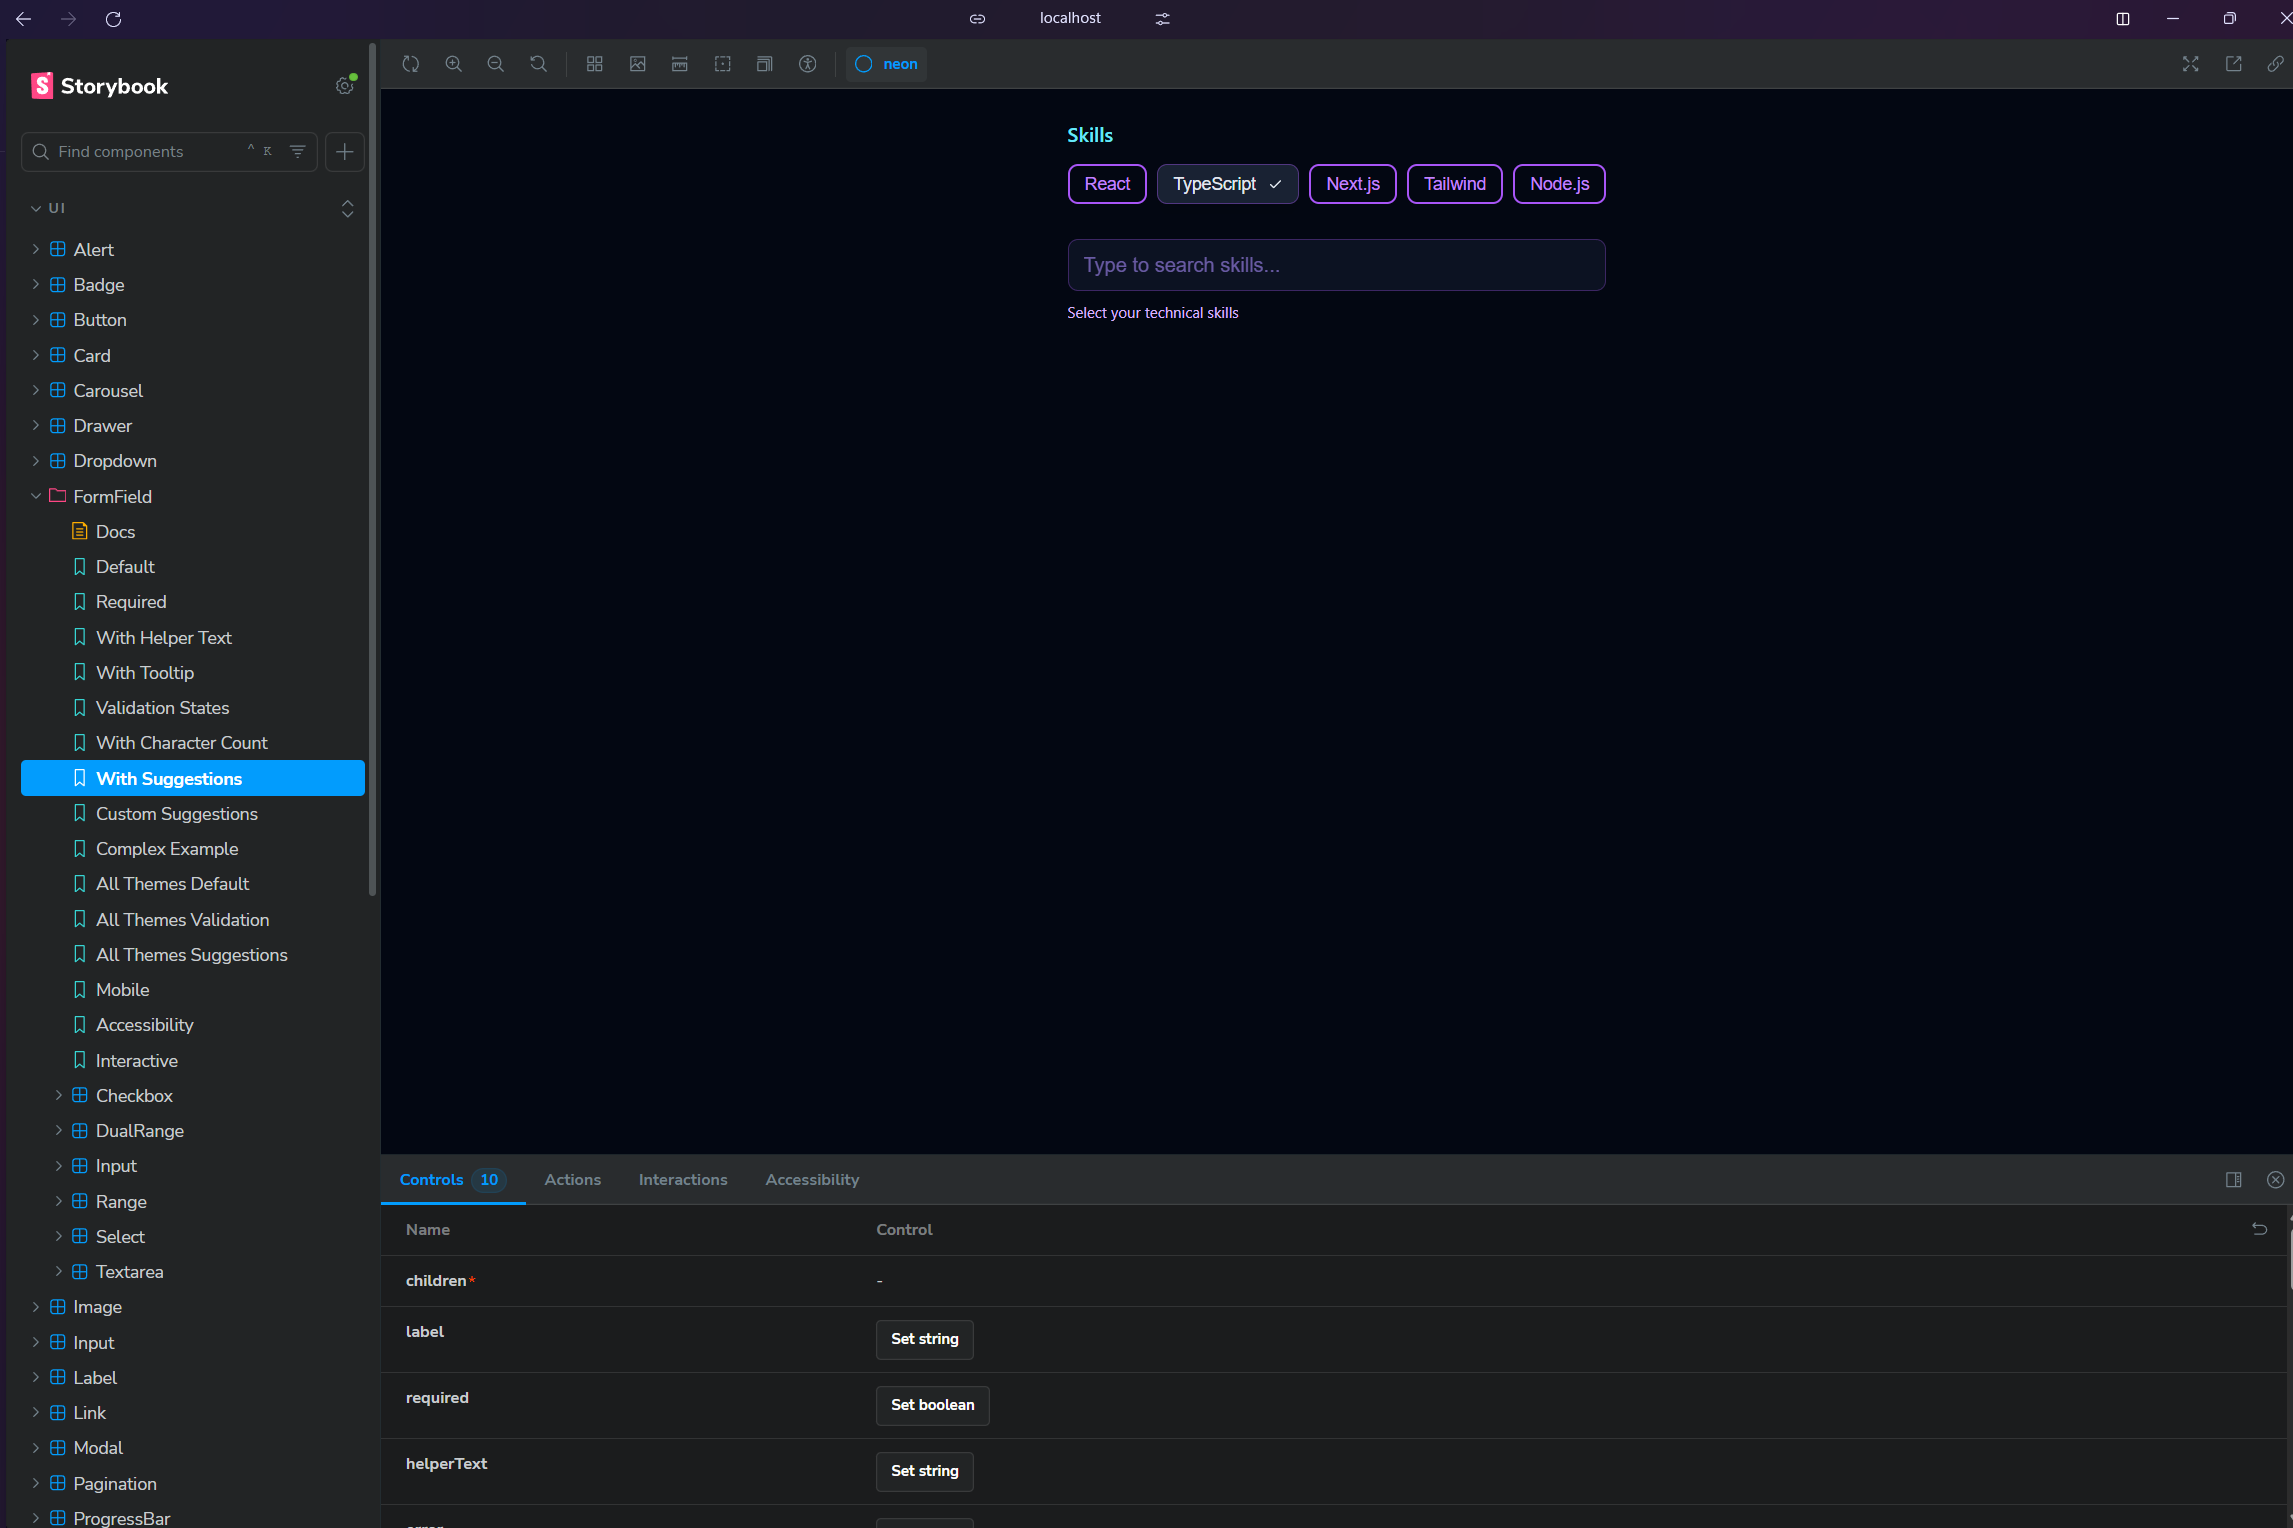 localhost
Storybook
Find components
^ K
UI
Alert
Badge
Button
Card
Carousel
Drawer
Dropdown
FormField
Docs
Default
Required
With Helper Text
With Tooltip
Validation States
With Character Count
With Suggestions
Custom Suggestions
Complex Example
All Themes Default
All Themes Validation
All Themes Suggestions
Mobile
Accessibility
Interactive
Checkbox
DualRange
Input
Range
Select
Textarea
Image
Input
Label
Link
Modal
Pagination
ProgressBar
neon
Skills
React TypeScript ✓ Next.js Tailwind Node.js
Type to search skills...
Select your technical skills
Controls 10 Actions Interactions Accessibility
Name Control
children* -
label Set string
required Set boolean
helperText Set string